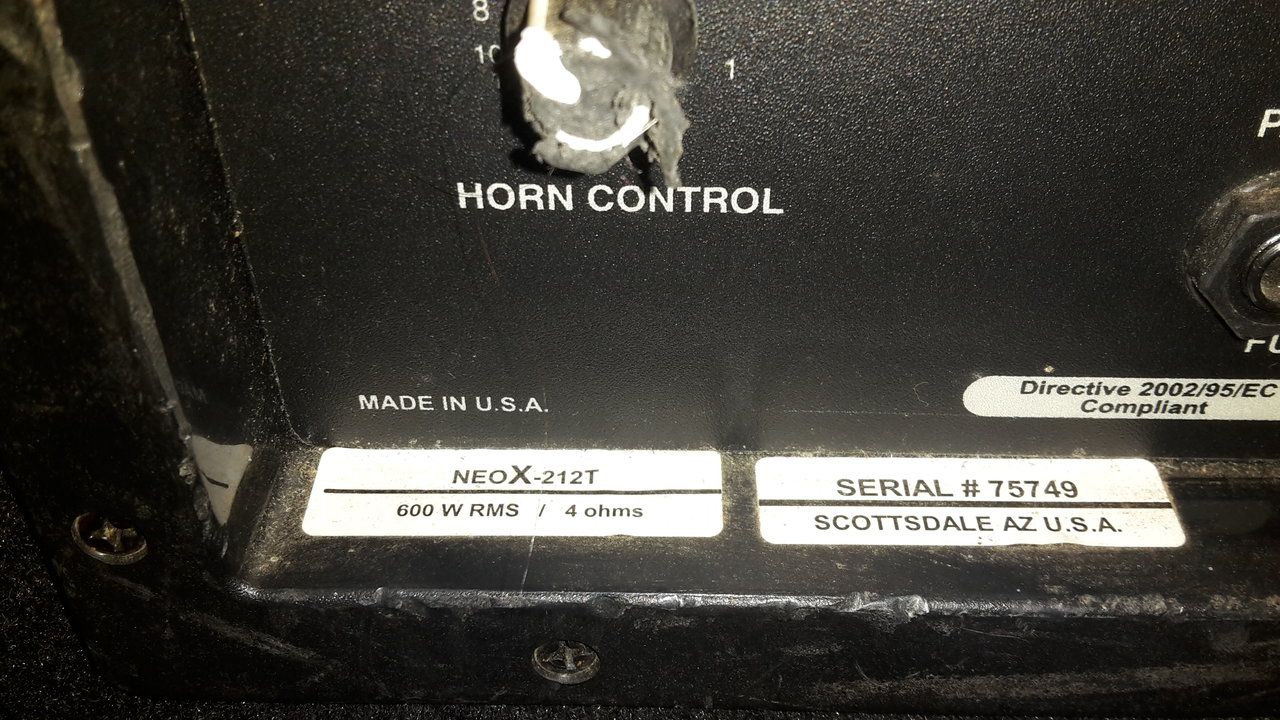 8
10
1
HORN CONTROL
MADE IN U.S.A.
Directive 2002/95/EC
Compliant
NEOX-212T
600 W RMS / 4 ohms
SERIAL # 75749
SCOTTSDALE AZ U.S.A.